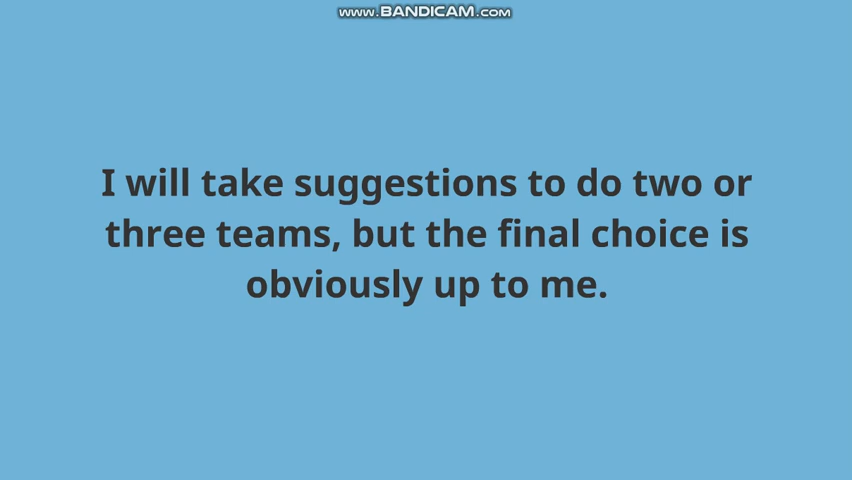 www.BANDICAM.com
I will take suggestions to do two or
three teams, but the final choice is
obviously up to me.